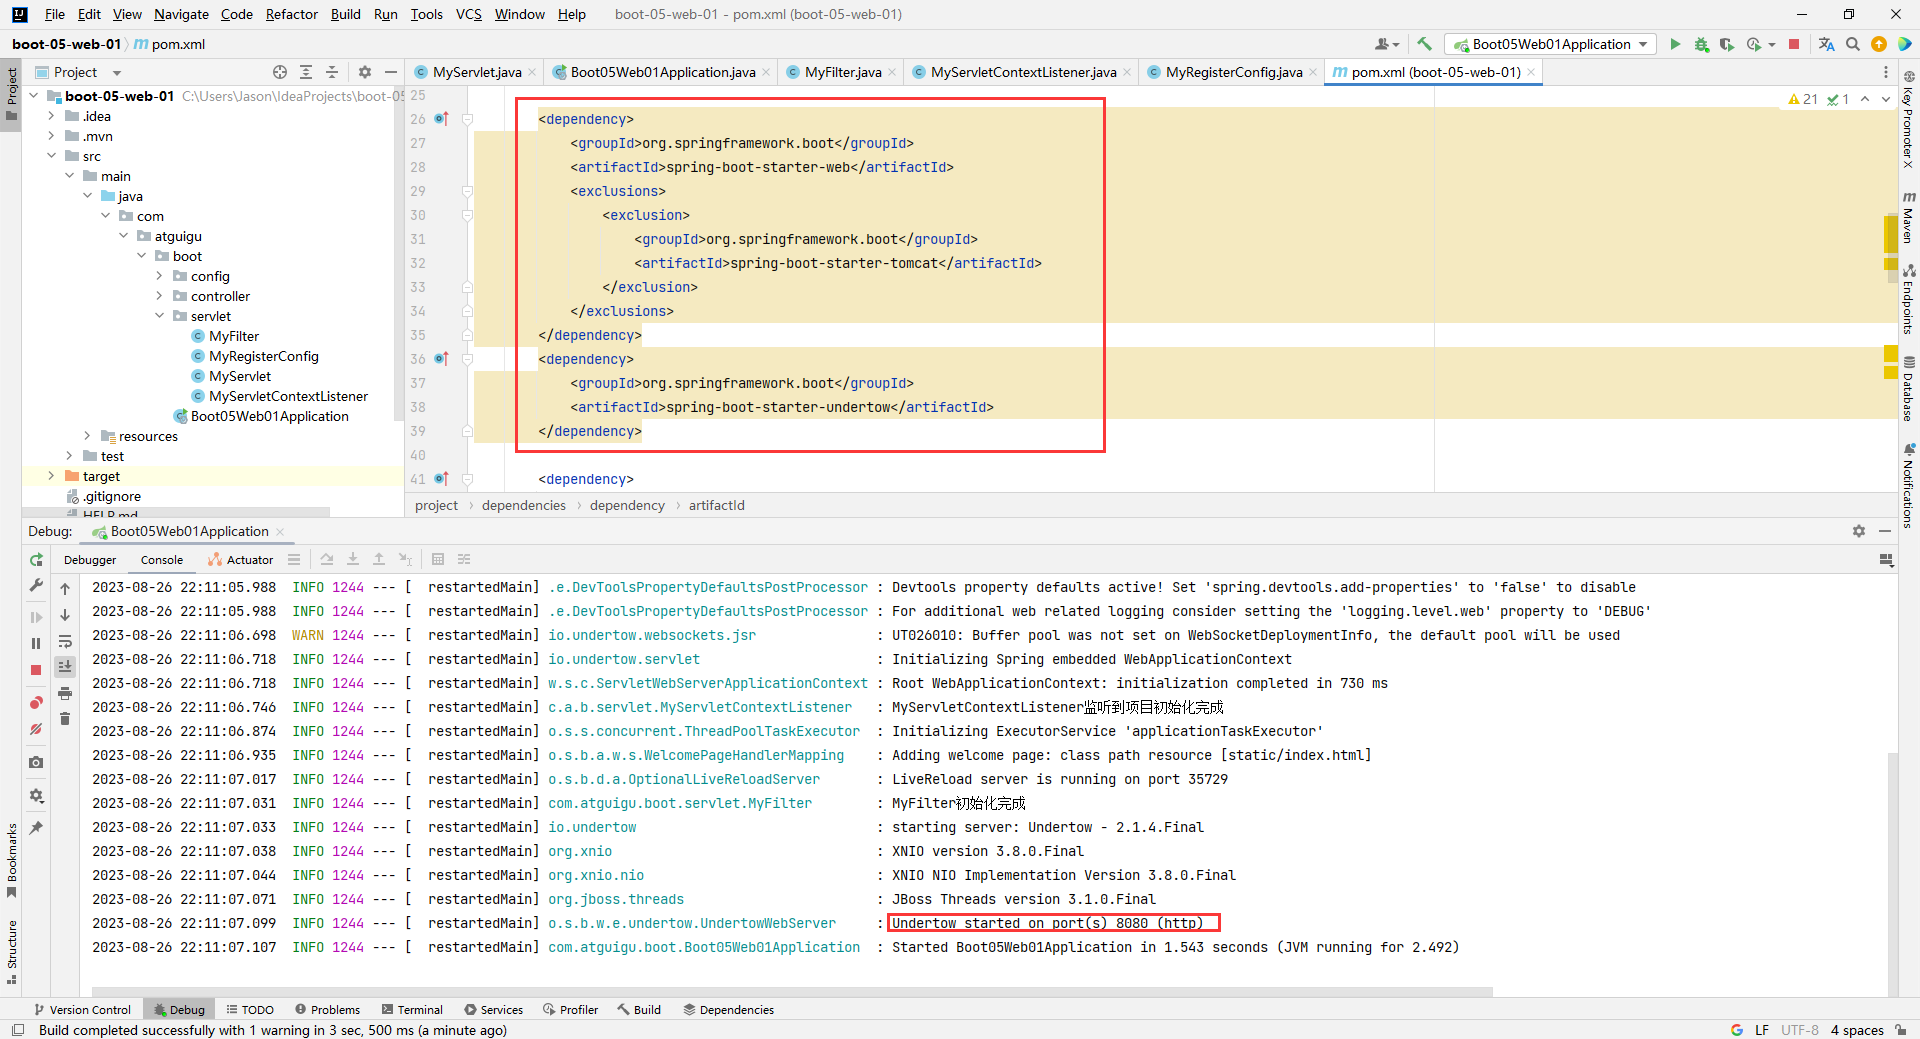 File Edit View Navigate Code Refactor Build Run Tools VCS Window Help boot-05-web-01 - pom.xml (boot-05-web-01)
boot-05-web-01 m pom.xml
Boot05Web01Application
Project
MyServlet.java Boot05Web01Application.java MyFilter.java MyServletContextListener.java MyRegisterConfig.java m pom.xml (boot-05-web-01)
boot-05-web-01 C:\Users\Jason\IdeaProjects\boot-05
.idea
.mvn
src
main
java
com
atguigu
boot
config
controller
servlet
MyFilter
MyRegisterConfig
MyServlet
MyServletContextListener
Boot05Web01Application
resources
test
target
.gitignore
HELP.md
21 1
25
26 <dependency>
27 <groupId>org.springframework.boot</groupId>
28 <artifactId>spring-boot-starter-web</artifactId>
29 <exclusions>
30 <exclusion>
31 <groupId>org.springframework.boot</groupId>
32 <artifactId>spring-boot-starter-tomcat</artifactId>
33 </exclusion>
34 </exclusions>
35 </dependency>
36 <dependency>
37 <groupId>org.springframework.boot</groupId>
38 <artifactId>spring-boot-starter-undertow</artifactId>
39 </dependency>
40
41 <dependency>
project dependencies dependency artifactId
Project
Bookmarks
Structure
Key Promoter X
m Maven
Endpoints
Database
Notifications
Debug: Boot05Web01Application
Debugger Console Actuator
2023-08-26 22:11:05.988 INFO 1244 --- [ restartedMain] .e.DevToolsPropertyDefaultsPostProcessor : Devtools property defaults active! Set 'spring.devtools.add-properties' to 'false' to disable
2023-08-26 22:11:05.988 INFO 1244 --- [ restartedMain] .e.DevToolsPropertyDefaultsPostProcessor : For additional web related logging consider setting the 'logging.level.web' property to 'DEBUG'
2023-08-26 22:11:06.698 WARN 1244 --- [ restartedMain] io.undertow.websockets.jsr : UT026010: Buffer pool was not set on WebSocketDeploymentInfo, the default pool will be used
2023-08-26 22:11:06.718 INFO 1244 --- [ restartedMain] io.undertow.servlet : Initializing Spring embedded WebApplicationContext
2023-08-26 22:11:06.718 INFO 1244 --- [ restartedMain] w.s.c.ServletWebServerApplicationContext : Root WebApplicationContext: initialization completed in 730 ms
2023-08-26 22:11:06.746 INFO 1244 --- [ restartedMain] c.a.b.servlet.MyServletContextListener : MyServletContextListener监听到项目初始化完成
2023-08-26 22:11:06.874 INFO 1244 --- [ restartedMain] o.s.s.concurrent.ThreadPoolTaskExecutor : Initializing ExecutorService 'applicationTaskExecutor'
2023-08-26 22:11:06.935 INFO 1244 --- [ restartedMain] o.s.b.a.w.s.WelcomePageHandlerMapping : Adding welcome page: class path resource [static/index.html]
2023-08-26 22:11:07.017 INFO 1244 --- [ restartedMain] o.s.b.d.a.OptionalLiveReloadServer : LiveReload server is running on port 35729
2023-08-26 22:11:07.031 INFO 1244 --- [ restartedMain] com.atguigu.boot.servlet.MyFilter : MyFilter初始化完成
2023-08-26 22:11:07.033 INFO 1244 --- [ restartedMain] io.undertow : starting server: Undertow - 2.1.4.Final
2023-08-26 22:11:07.038 INFO 1244 --- [ restartedMain] org.xnio : XNIO version 3.8.0.Final
2023-08-26 22:11:07.044 INFO 1244 --- [ restartedMain] org.xnio.nio : XNIO NIO Implementation Version 3.8.0.Final
2023-08-26 22:11:07.071 INFO 1244 --- [ restartedMain] org.jboss.threads : JBoss Threads version 3.1.0.Final
2023-08-26 22:11:07.099 INFO 1244 --- [ restartedMain] o.s.b.w.e.undertow.UndertowWebServer : Undertow started on port(s) 8080 (http)
2023-08-26 22:11:07.107 INFO 1244 --- [ restartedMain] com.atguigu.boot.Boot05Web01Application : Started Boot05Web01Application in 1.543 seconds (JVM running for 2.492)
Version Control Debug TODO Problems Terminal Services Profiler Build Dependencies
Build completed successfully with 1 warning in 3 sec, 500 ms (a minute ago) LF UTF-8 4 spaces